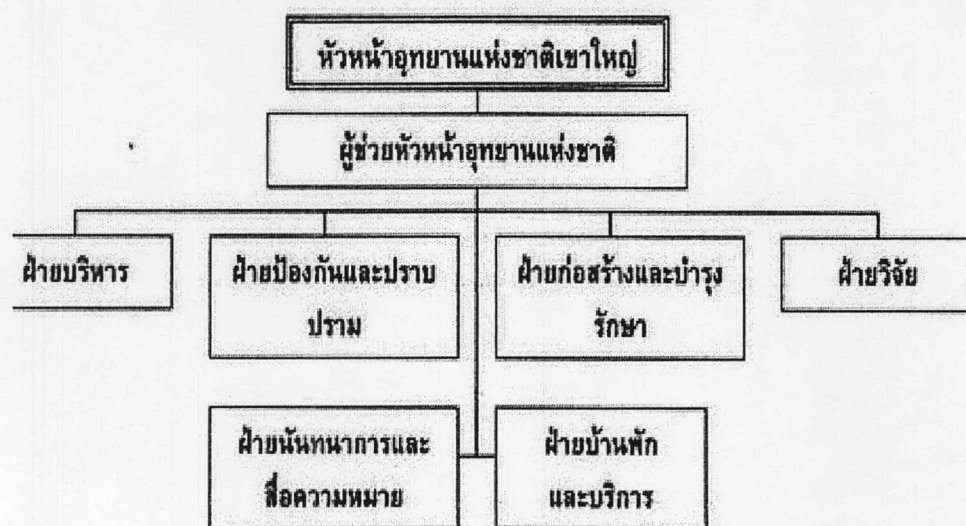 หัวหน้าอุทยานแห่งชาติเขาใหญ่
ผู้ช่วยหัวหน้าอุทยานแห่งชาติ
ฝ่ายบริหาร
ฝ่ายป้องกันและปราบ
ปราม
ฝ่ายก่อสร้างและบำรุง
รักษา
ฝ่ายวิจัย
ฝ่ายนันทนาการและ
สื่อความหมาย
ฝ่ายบ้านพัก
และบริการ